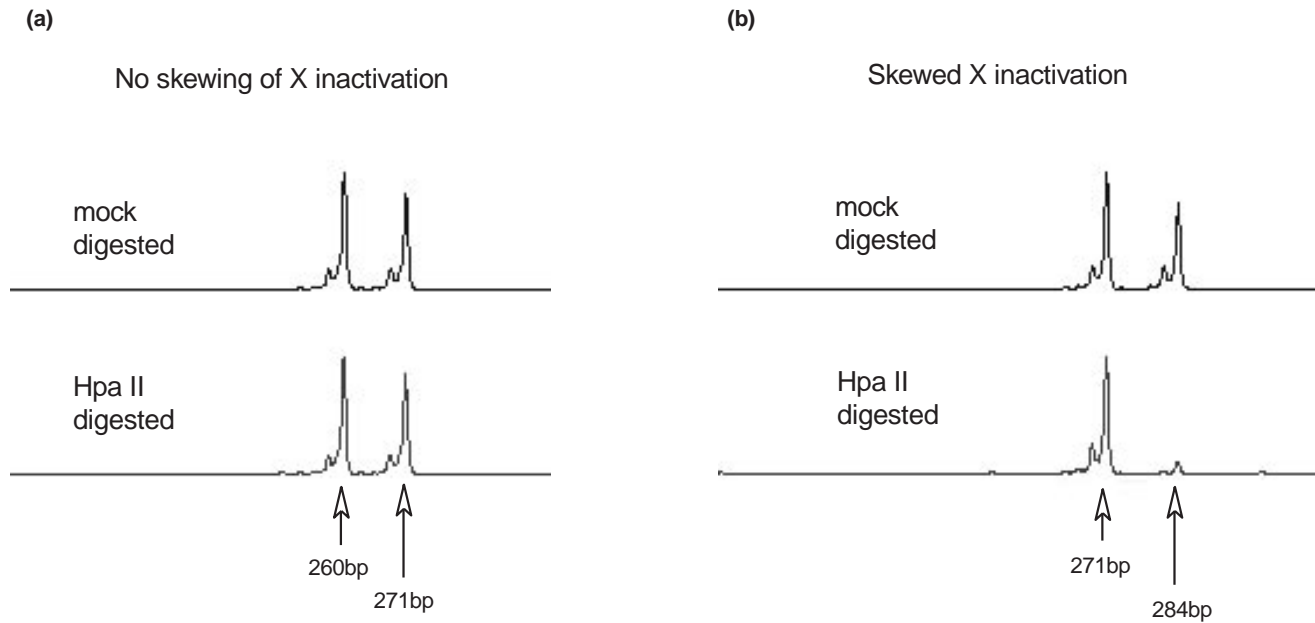 (a)
No skewing of X inactivation
mock
digested
Hpa II
digested
260bp
271bp
(b)
Skewed X inactivation
mock
digested
Hpa II
digested
271bp
284bp